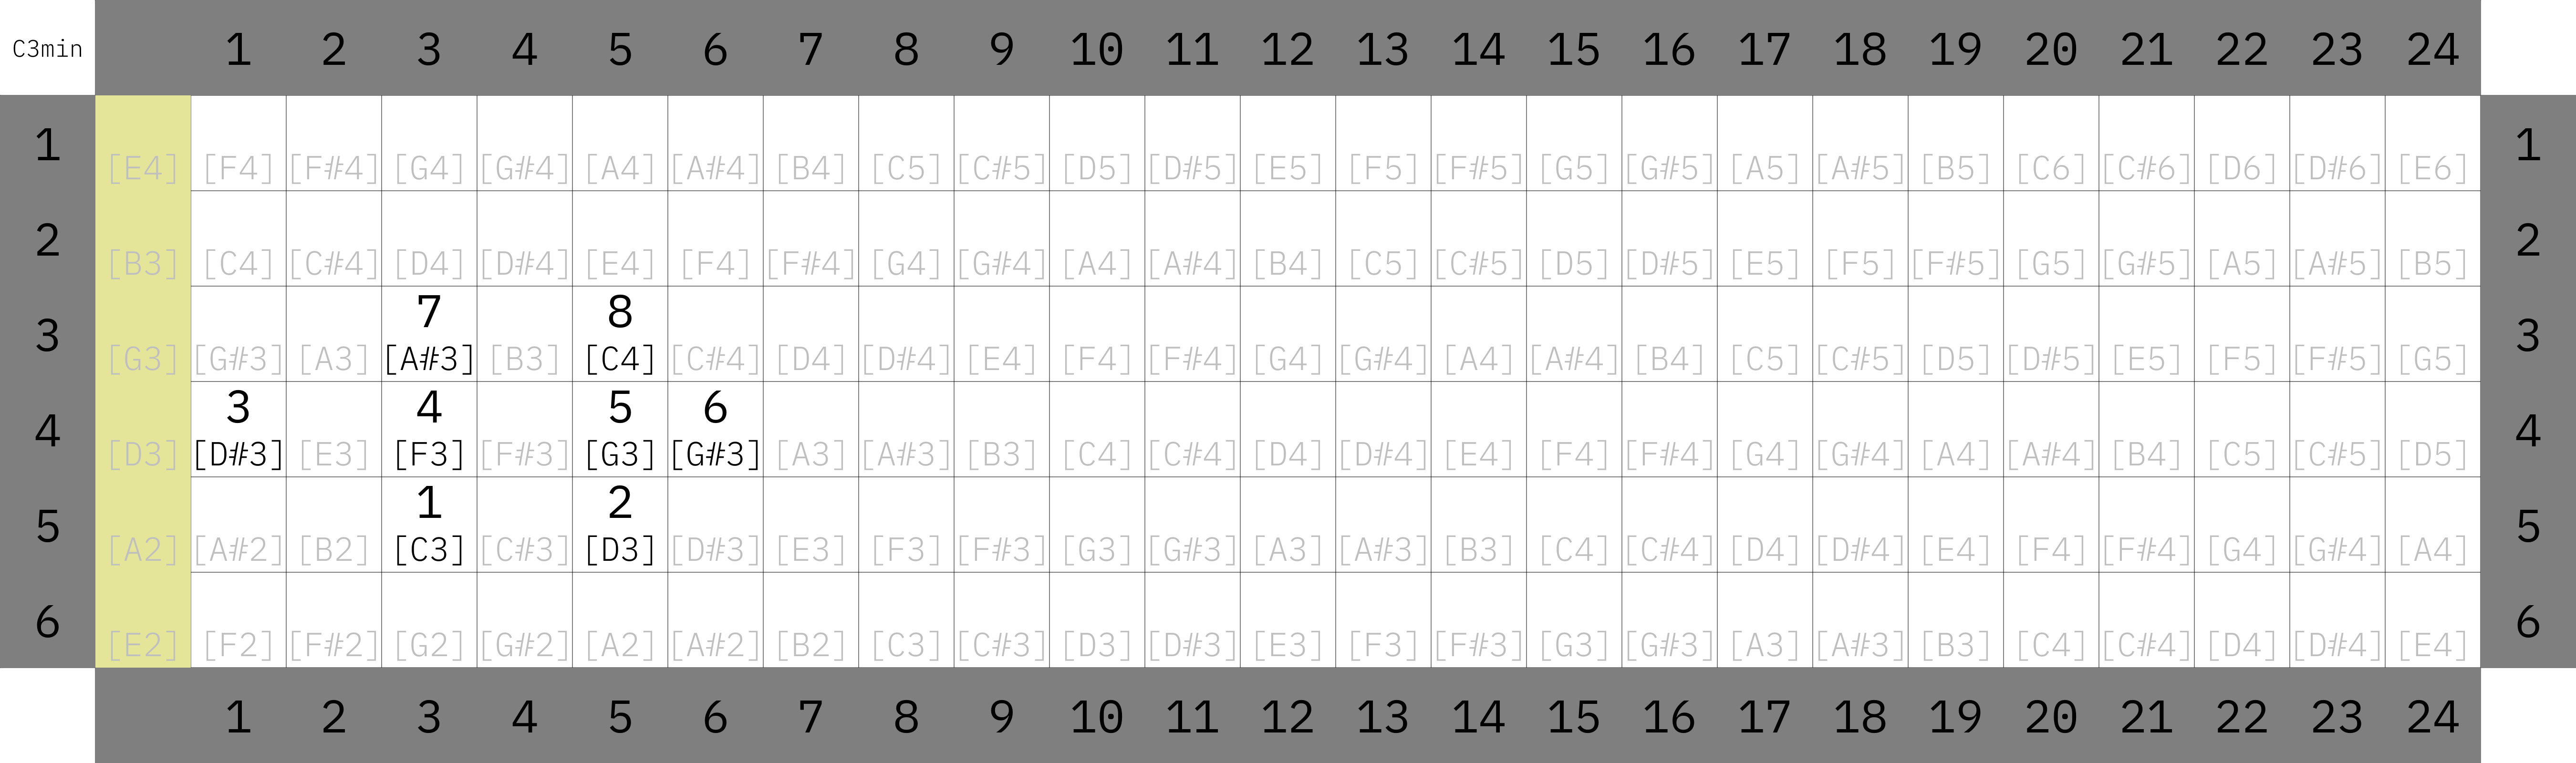 C3min 1 2 3 4 5 6 7 8 9 10 11 12 13 14 15 16 17 18 19 20 21 22 23 24
1 [E4] [F4] [F#4] [G4] [G#4] [A4] [A#4] [B4] [C5] [C#5] [D5] [D#5] [E5] [F5] [F#5] [G5] [G#5] [A5] [A#5] [B5] [C6] [C#6] [D6] [D#6] [E6] 1
2 [B3] [C4] [C#4] [D4] [D#4] [E4] [F4] [F#4] [G4] [G#4] [A4] [A#4] [B4] [C5] [C#5] [D5] [D#5] [E5] [F5] [F#5] [G5] [G#5] [A5] [A#5] [B5] 2
7 8
3 [G3] [G#3] [A3] [A#3] [B3] [C4] [C#4] [D4] [D#4] [E4] [F4] [F#4] [G4] [G#4] [A4] [A#4] [B4] [C5] [C#5] [D5] [D#5] [E5] [F5] [F#5] [G5] 3
3 4 5 6
4 [D3] [D#3] [E3] [F3] [F#3] [G3] [G#3] [A3] [A#3] [B3] [C4] [C#4] [D4] [D#4] [E4] [F4] [F#4] [G4] [G#4] [A4] [A#4] [B4] [C5] [C#5] [D5] 4
1 2
5 [A2] [A#2] [B2] [C3] [C#3] [D3] [D#3] [E3] [F3] [F#3] [G3] [G#3] [A3] [A#3] [B3] [C4] [C#4] [D4] [D#4] [E4] [F4] [F#4] [G4] [G#4] [A4] 5
6 [E2] [F2] [F#2] [G2] [G#2] [A2] [A#2] [B2] [C3] [C#3] [D3] [D#3] [E3] [F3] [F#3] [G3] [G#3] [A3] [A#3] [B3] [C4] [C#4] [D4] [D#4] [E4] 6
1 2 3 4 5 6 7 8 9 10 11 12 13 14 15 16 17 18 19 20 21 22 23 24